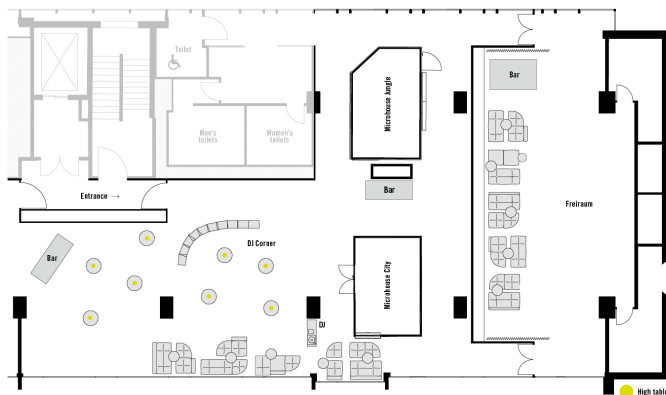 Toilet
Bar
Microhouse Jungle
Men's
toilets
Women's
toilets
Bar
Entrance →
Freiraum
DJ Corner
Bar
Microhouse City
DJ
High table